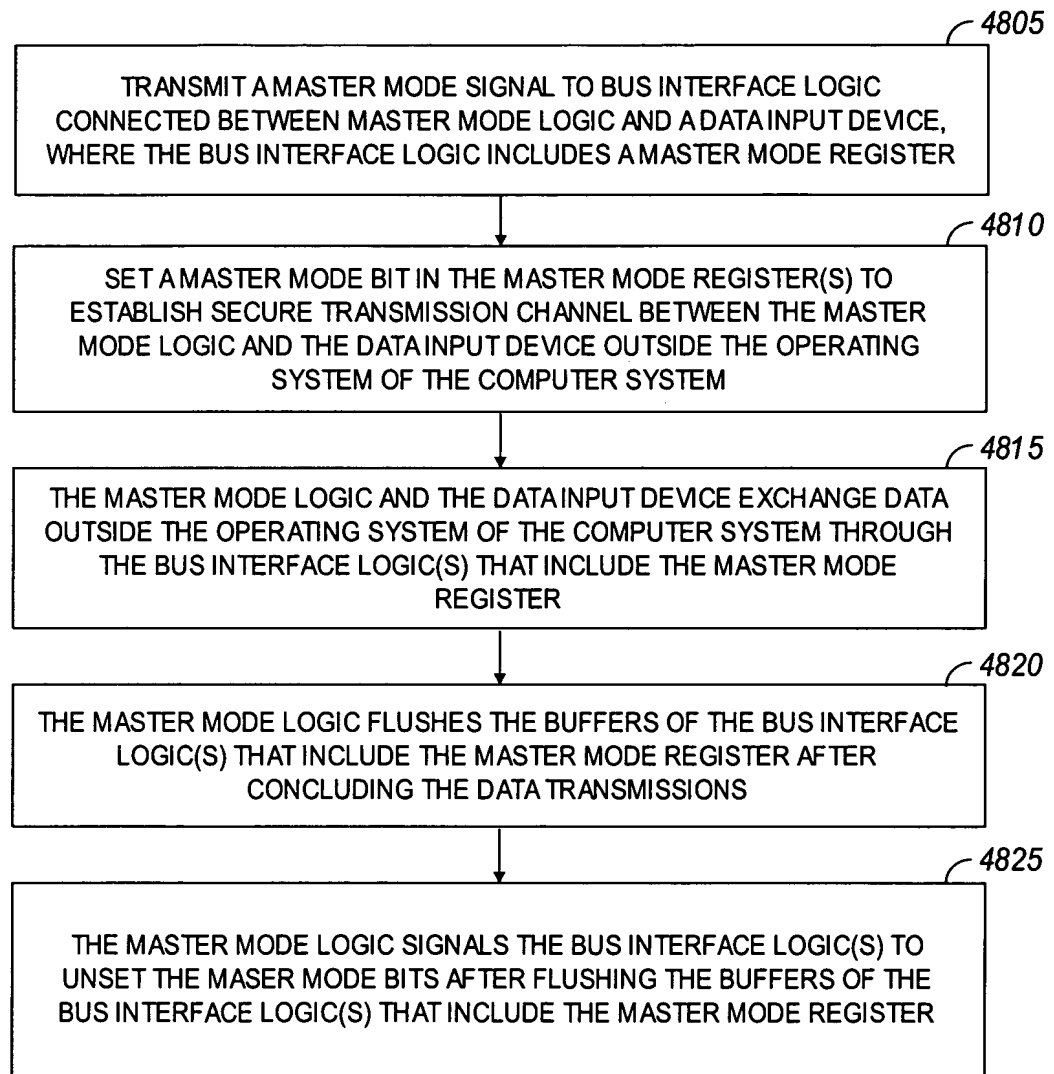 4805
TRANSMIT A MASTER MODE SIGNAL TO BUS INTERFACE LOGIC
CONNECTED BETWEEN MASTER MODE LOGIC AND A DATA INPUT DEVICE,
WHERE THE BUS INTERFACE LOGIC INCLUDES A MASTER MODE REGISTER
4810
SET A MASTER MODE BIT IN THE MASTER MODE REGISTER(S) TO
ESTABLISH SECURE TRANSMISSION CHANNEL BETWEEN THE MASTER
MODE LOGIC AND THE DATA INPUT DEVICE OUTSIDE THE OPERATING
SYSTEM OF THE COMPUTER SYSTEM
4815
THE MASTER MODE LOGIC AND THE DATA INPUT DEVICE EXCHANGE DATA
OUTSIDE THE OPERATING SYSTEM OF THE COMPUTER SYSTEM THROUGH
THE BUS INTERFACE LOGIC(S) THAT INCLUDE THE MASTER MODE
REGISTER
4820
THE MASTER MODE LOGIC FLUSHES THE BUFFERS OF THE BUS INTERFACE
LOGIC(S) THAT INCLUDE THE MASTER MODE REGISTER AFTER
CONCLUDING THE DATA TRANSMISSIONS
4825
THE MASTER MODE LOGIC SIGNALS THE BUS INTERFACE LOGIC(S) TO
UNSET THE MASER MODE BITS AFTER FLUSHING THE BUFFERS OF THE
BUS INTERFACE LOGIC(S) THAT INCLUDE THE MASTER MODE REGISTER